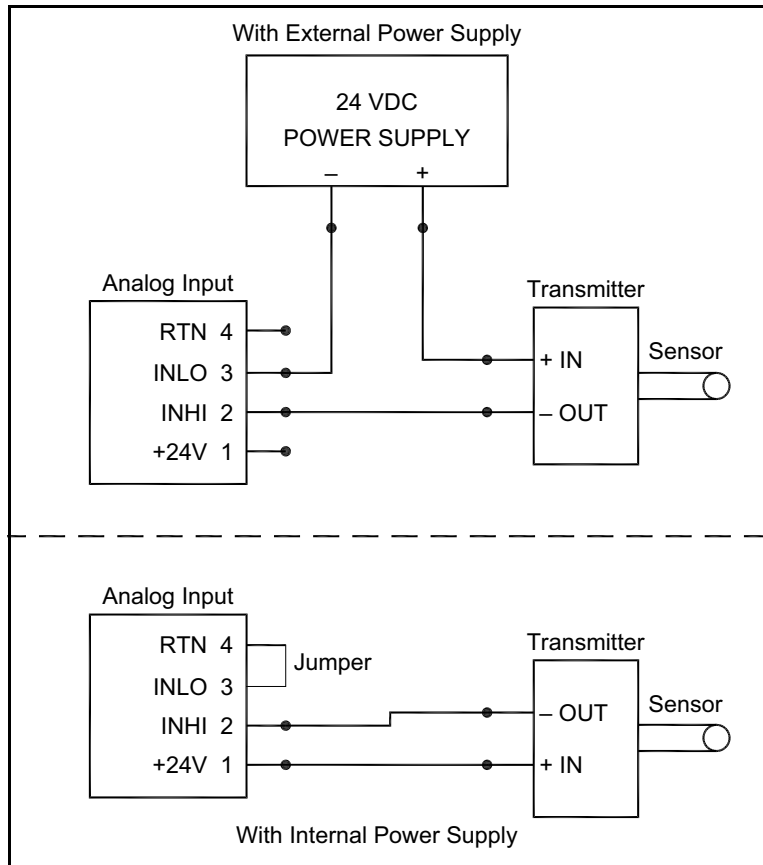 With External Power Supply
24 VDC
POWER SUPPLY
– +
Analog Input
RTN 4
INLO 3
INHI 2
+24V 1
Transmitter
+ IN
– OUT
Sensor
Analog Input
RTN 4
INLO 3
INHI 2
+24V 1
Jumper
Transmitter
– OUT
+ IN
Sensor
With Internal Power Supply